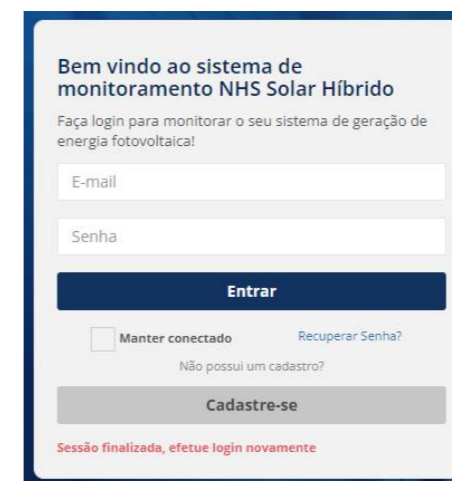 Bem vindo ao sistema de
monitoramento NHS Solar Híbrido
Faça login para monitorar o seu sistema de geração de
energia fotovoltaica!
E-mail
Senha
Entrar
Manter conectado Recuperar Senha?
Não possui um cadastro?
Cadastre-se
Sessão finalizada, efetue login novamente